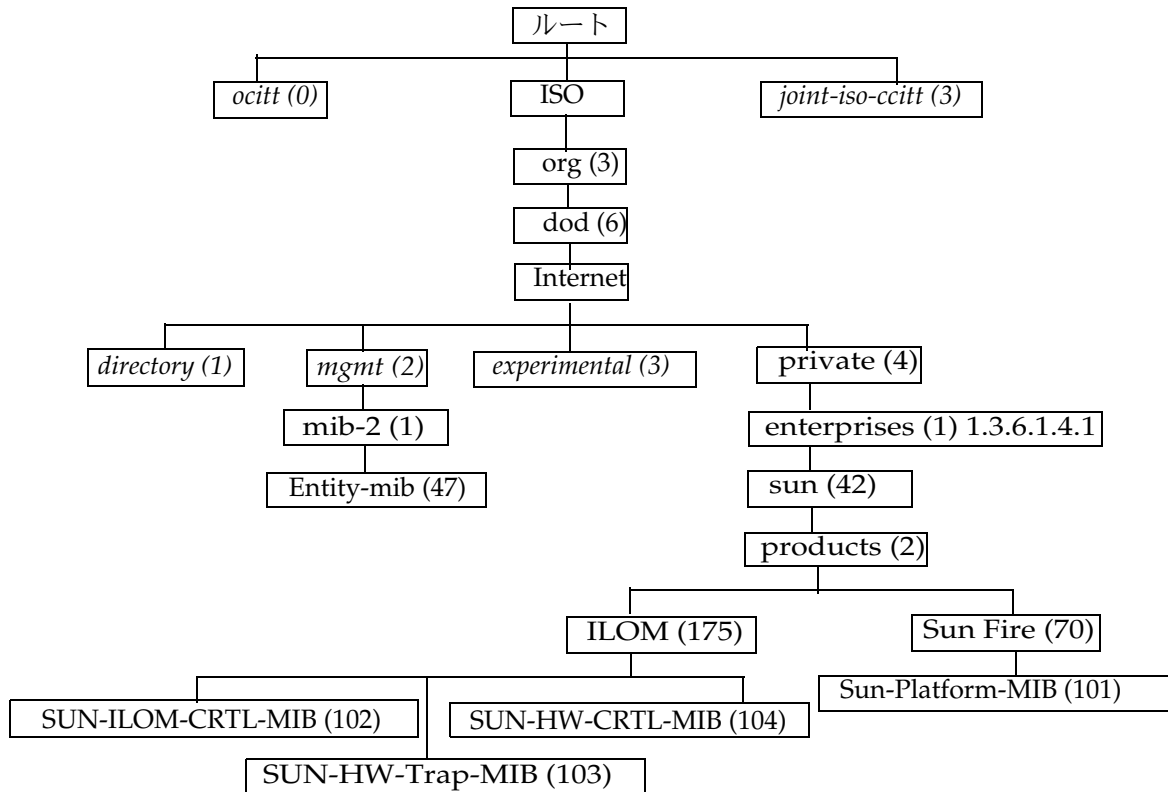 ルート
ocitt (0)
ISO
joint-iso-ccitt (3)
org (3)
dod (6)
Internet
directory (1)
mgmt (2)
experimental (3)
private (4)
mib-2 (1)
enterprises (1) 1.3.6.1.4.1
Entity-mib (47)
sun (42)
products (2)
ILOM (175)
Sun Fire (70)
Sun-Platform-MIB (101)
SUN-ILOM-CRTL-MIB (102)
SUN-HW-CRTL-MIB (104)
SUN-HW-Trap-MIB (103)